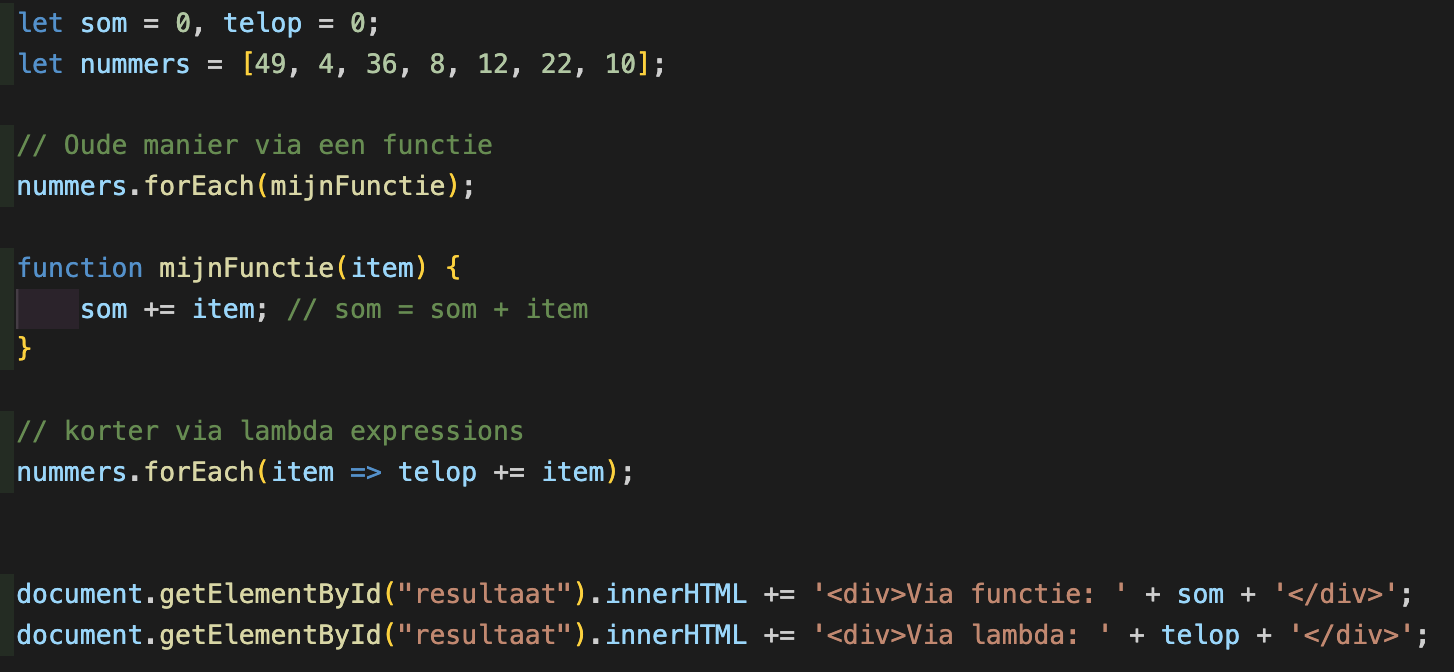 let som = 0, telop = 0;
let nummers = [49, 4, 36, 8, 12, 22, 10];
// Oude manier via een functie
nummers.forEach(mijnFunctie);
function mijnFunctie(item) {
som += item; // som = som + item
}
// korter via lambda expressions
nummers.forEach(item => telop += item);
document.getElementById("resultaat").innerHTML += '<div>Via functie: ' + som + '</div>';
document.getElementById("resultaat").innerHTML += '<div>Via lambda: ' + telop + '</div>';